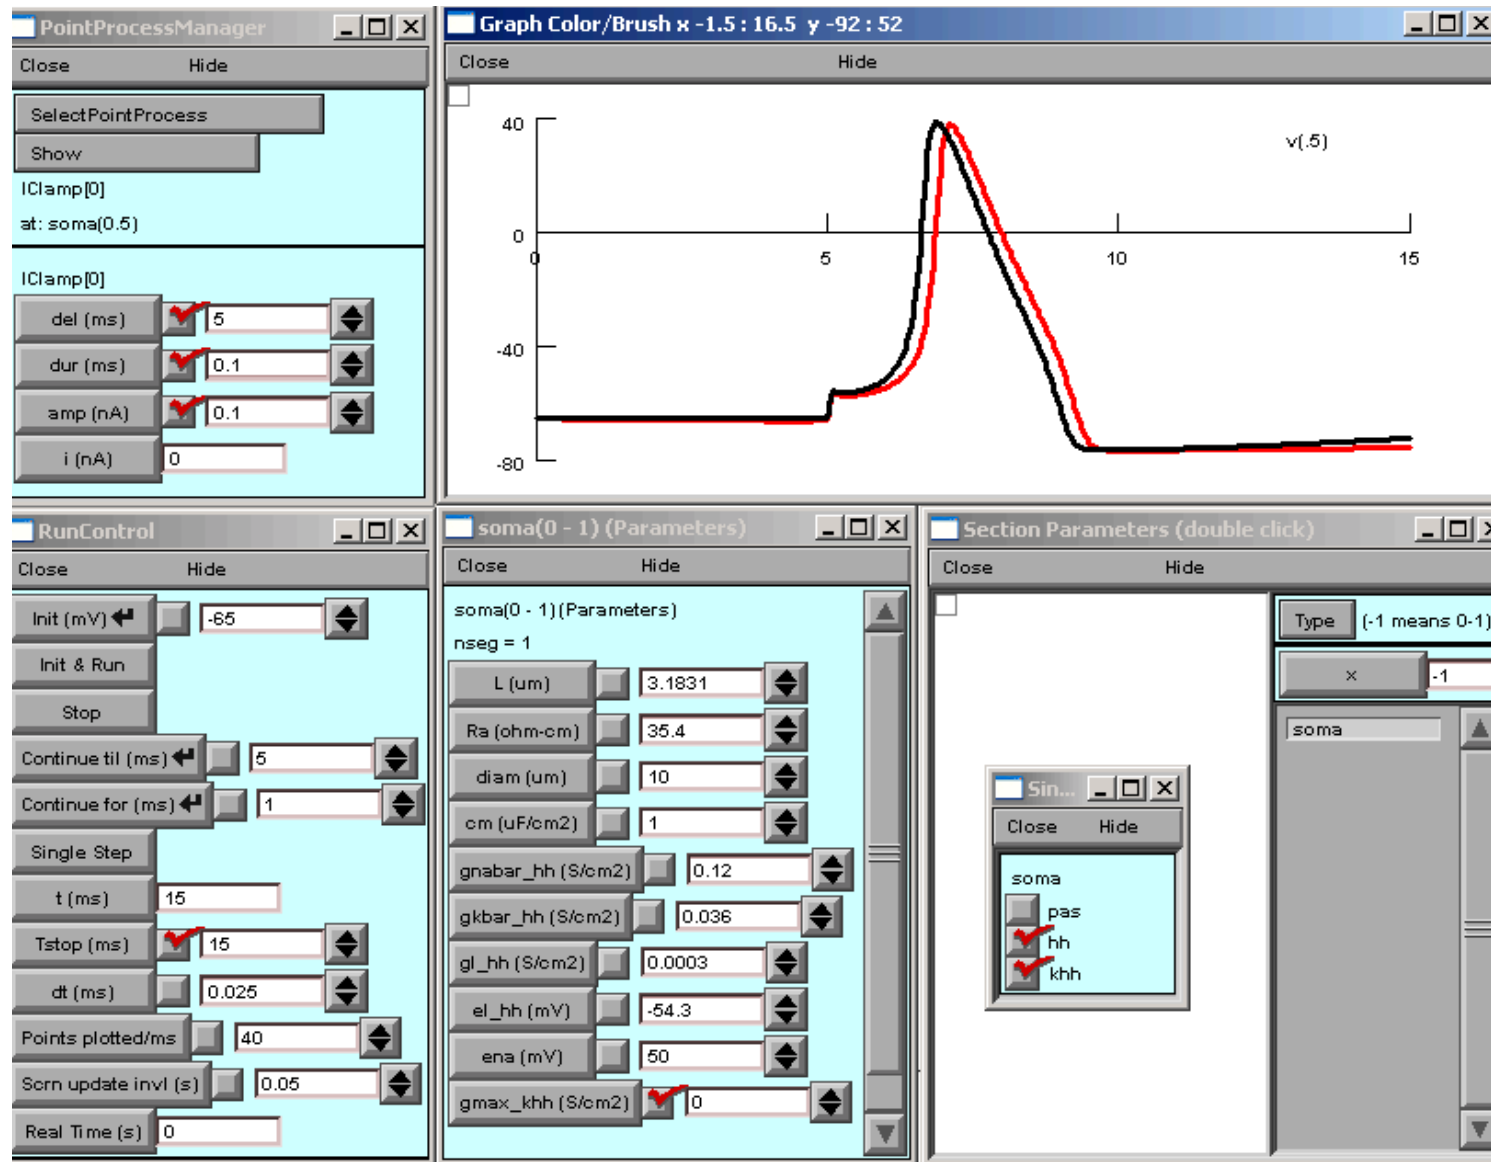 PointProcessManager
Close Hide
SelectPointProcess
Show
IClamp[0]
at: soma(0.5)
IClamp[0]
del (ms) 5
dur (ms) 0.1
amp (nA) 0.1
i (nA) 0
Graph Color/Brush x -1.5 : 16.5 y -92 : 52
Close Hide
40
v(.5)
0
0 5 10 15
-40
-80
RunControl
Close Hide
Init (mV) -65
Init & Run
Stop
Continue til (ms) 5
Continue for (ms) 1
Single Step
t (ms) 15
Tstop (ms) 15
dt (ms) 0.025
Points plotted/ms 40
Scrn update invl (s) 0.05
Real Time (s) 0
soma(0 - 1) (Parameters)
Close Hide
soma(0 - 1) (Parameters)
nseg = 1
L (um) 3.1831
Ra (ohm-cm) 35.4
diam (um) 10
cm (uF/cm2) 1
gnabar_hh (S/cm2) 0.12
gkbar_hh (S/cm2) 0.036
gl_hh (S/cm2) 0.0003
el_hh (mV) -54.3
ena (mV) 50
gmax_khh (S/cm2) 0
Section Parameters (double click)
Close Hide
Type (-1 means 0-1)
x -1
soma
Sin...
Close Hide
soma
pas
hh
khh